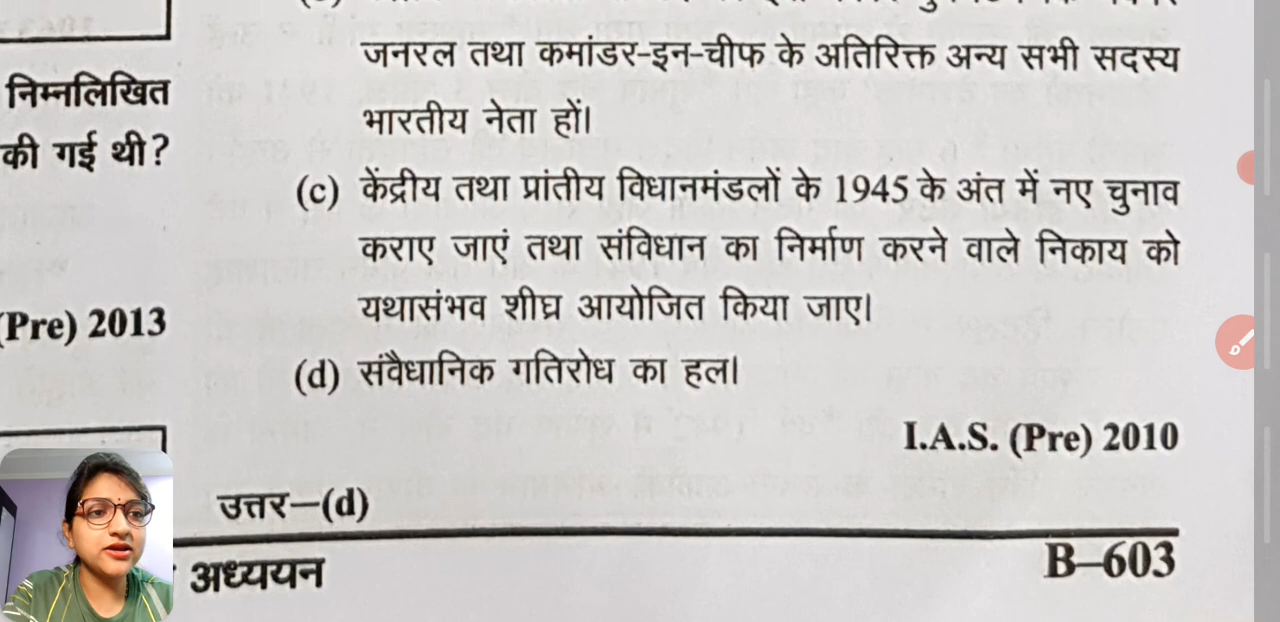 जनरल तथा कमांडर-इन-चीफ के अतिरिक्त अन्य सभी सदस्य
भारतीय नेता हों।
(c) केंद्रीय तथा प्रांतीय विधानमंडलों के 1945 के अंत में नए चुनाव
कराए जाएं तथा संविधान का निर्माण करने वाले निकाय को
यथासंभव शीघ्र आयोजित किया जाए।
(d) संवैधानिक गतिरोध का हल।
I.A.S. (Pre) 2010
उत्तर–(d)
अध्ययन
B–603
निम्नलिखित
की गई थी?
(Pre) 2013